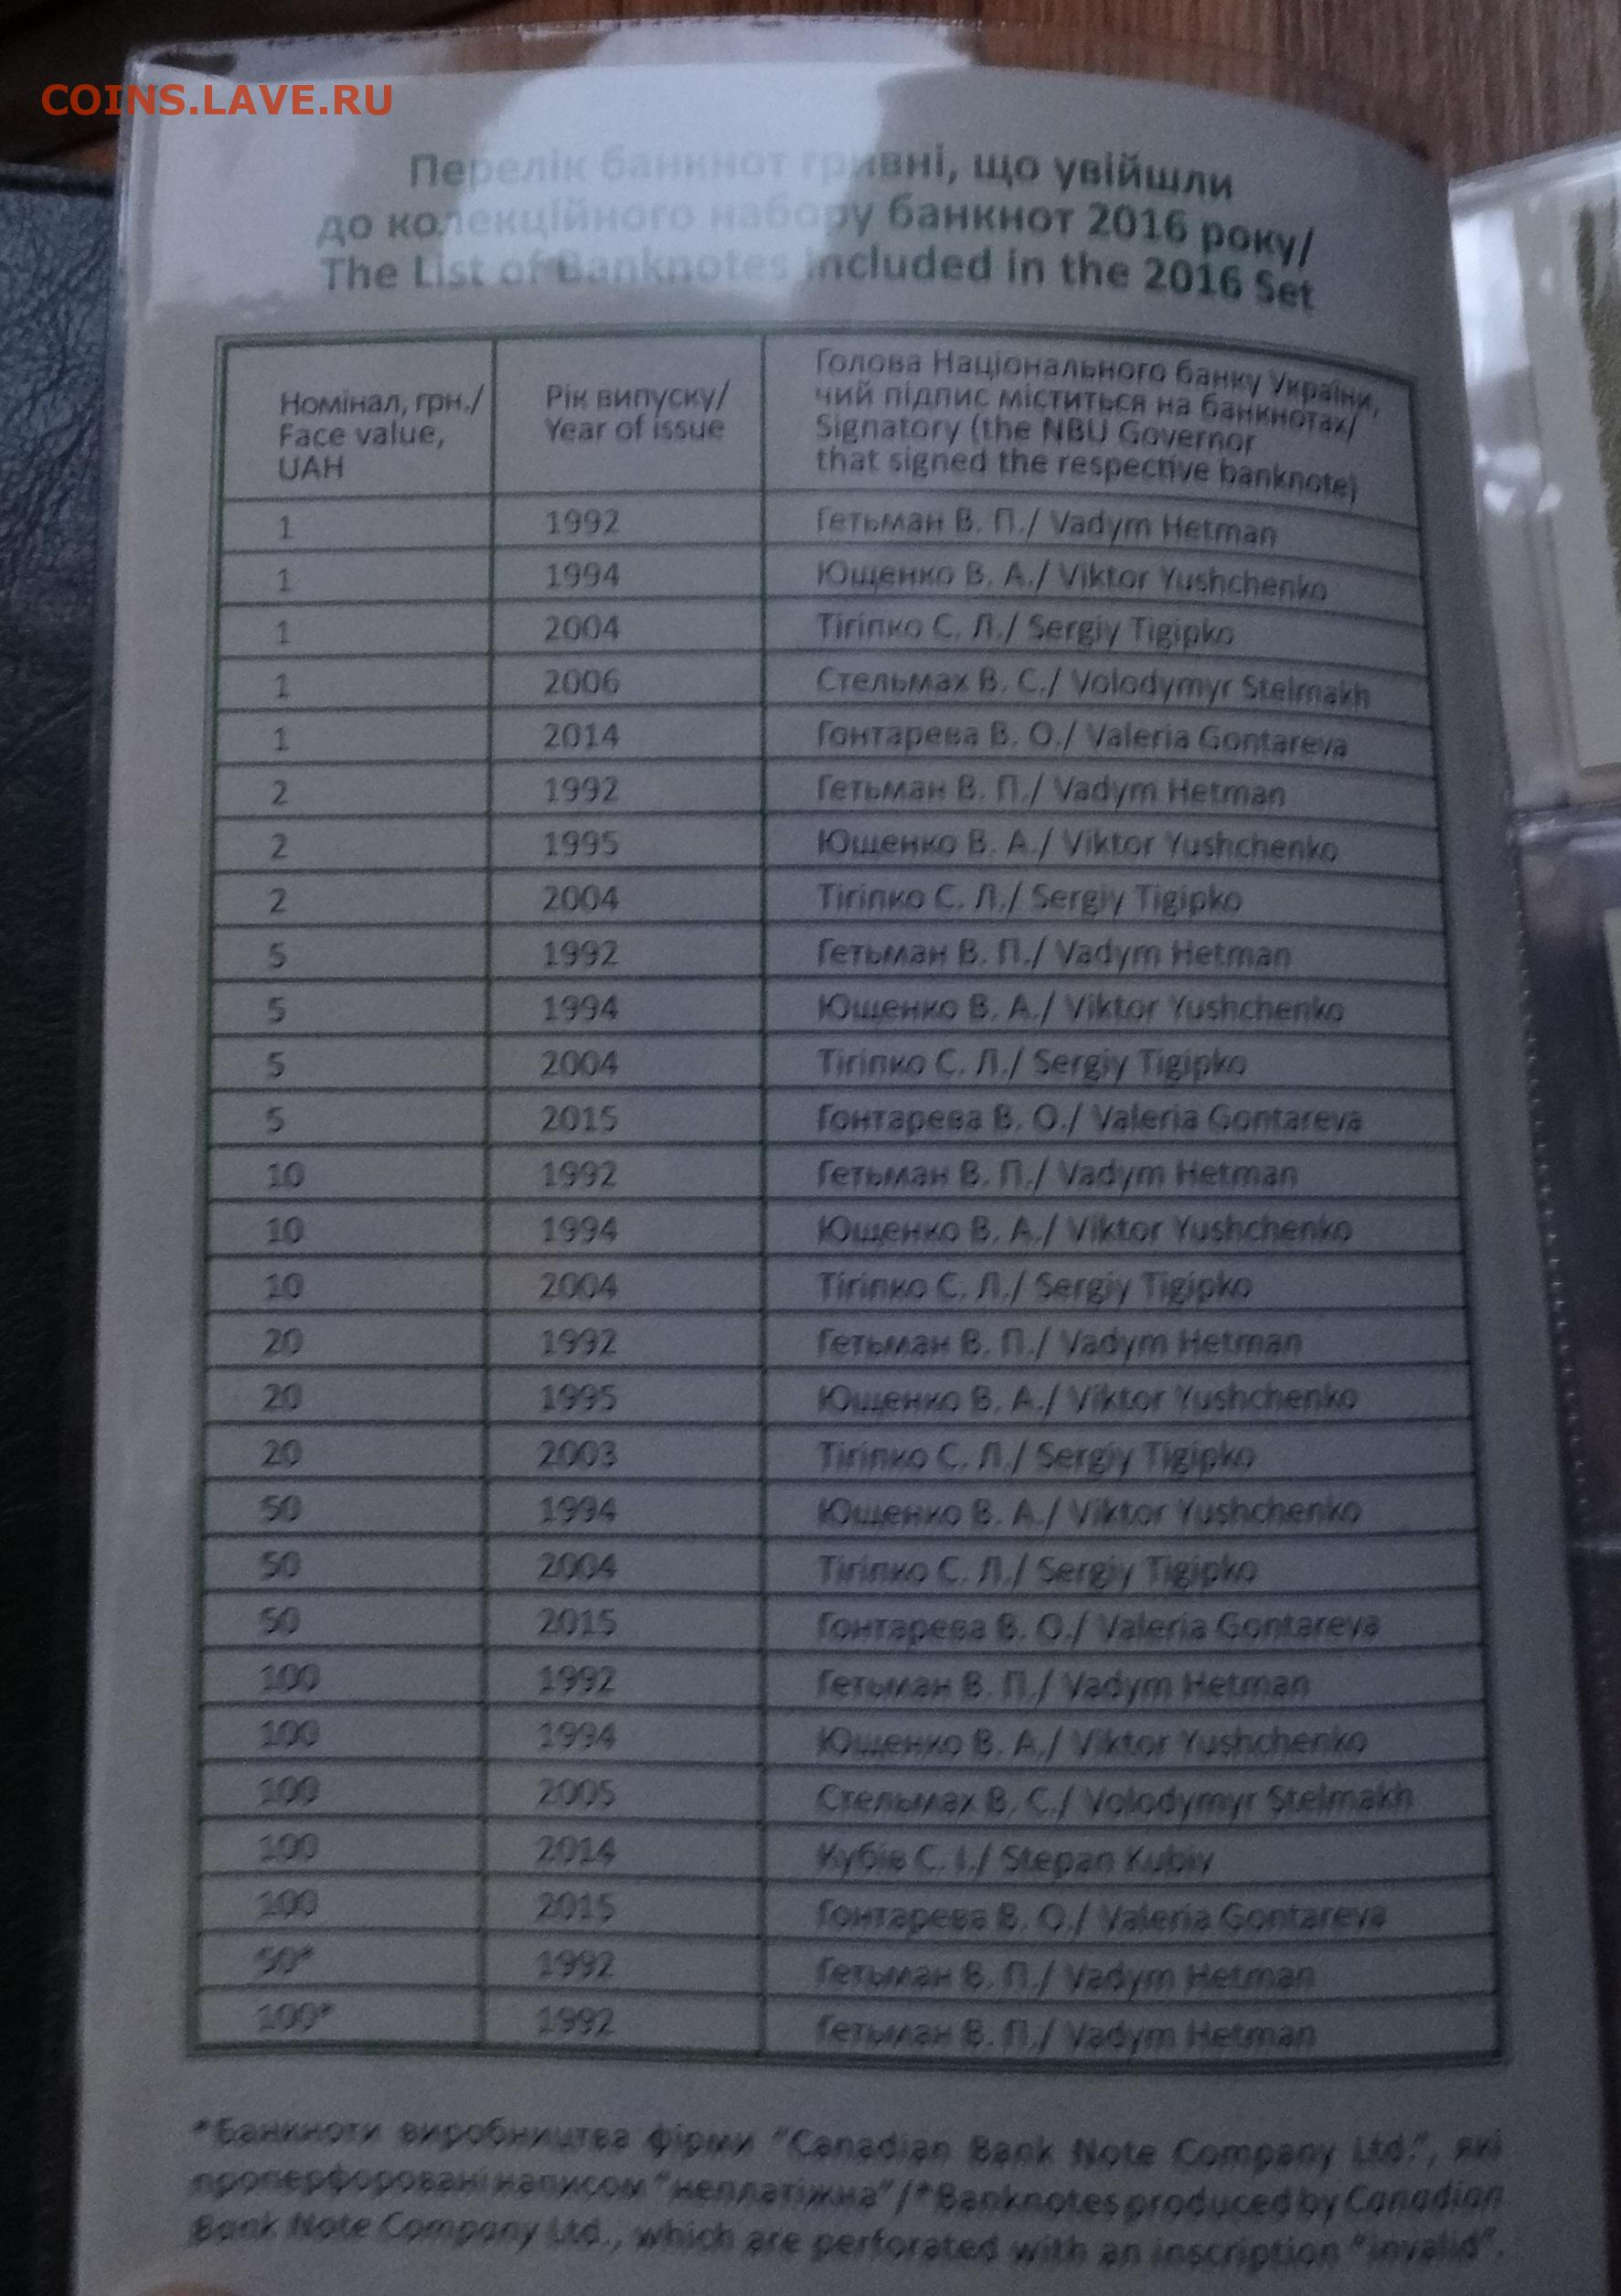 COINS.LAVE.RU
Перелік банкнот гривні, що увійшли
до колекційного набору банкнот 2016 року/
The List of Banknotes Included in the 2016 Set
Номінал, грн./
Face value,
UAH
Рік випуску/
Year of issue
Голова Національного банку України,
чий підпис міститься на банкнотах/
Signatory (the NBU Governor
that signed the respective banknote)
1 1992 Гетьман В. П./ Vadym Hetman
1 1994 Ющенко В. А./ Viktor Yushchenko
1 2004 Тігіпко С. Л./ Sergiy Tigipko
1 2006 Стельмах В. С./ Volodymyr Stelmakh
1 2014 Гонтарева В. О./ Valeria Gontareva
2 1992 Гетьман В. П./ Vadym Hetman
2 1995 Ющенко В. А./ Viktor Yushchenko
2 2004 Тігіпко С. Л./ Sergiy Tigipko
5 1992 Гетьман В. П./ Vadym Hetman
5 1994 Ющенко В. А./ Viktor Yushchenko
5 2004 Тігіпко С. Л./ Sergiy Tigipko
5 2015 Гонтарева В. О./ Valeria Gontareva
10 1992 Гетьман В. П./ Vadym Hetman
10 1994 Ющенко В. А./ Viktor Yushchenko
10 2004 Тігіпко С. Л./ Sergiy Tigipko
20 1992 Гетьман В. П./ Vadym Hetman
20 1995 Ющенко В. А./ Viktor Yushchenko
20 2003 Тігіпко С. Л./ Sergiy Tigipko
50 1994 Ющенко В. А./ Viktor Yushchenko
50 2004 Тігіпко С. Л./ Sergiy Tigipko
50 2015 Гонтарева В. О./ Valeria Gontareva
100 1992 Гетьман В. П./ Vadym Hetman
100 1994 Ющенко В. А./ Viktor Yushchenko
100 2005 Стельмах В. С./ Volodymyr Stelmakh
100 2014 Кубів С. І./ Stepan Kubiv
100 2015 Гонтарева В. О./ Valeria Gontareva
50* 1992 Гетьман В. П./ Vadym Hetman
100* 1992 Гетьман В. П./ Vadym Hetman
*Банкноти виробництва фірми "Canadian Bank Note Company Ltd.", які
проперфоровані написом "неплатіжна"/*Banknotes produced by Canadian
Bank Note Company Ltd., which are perforated with an inscription "invalid".